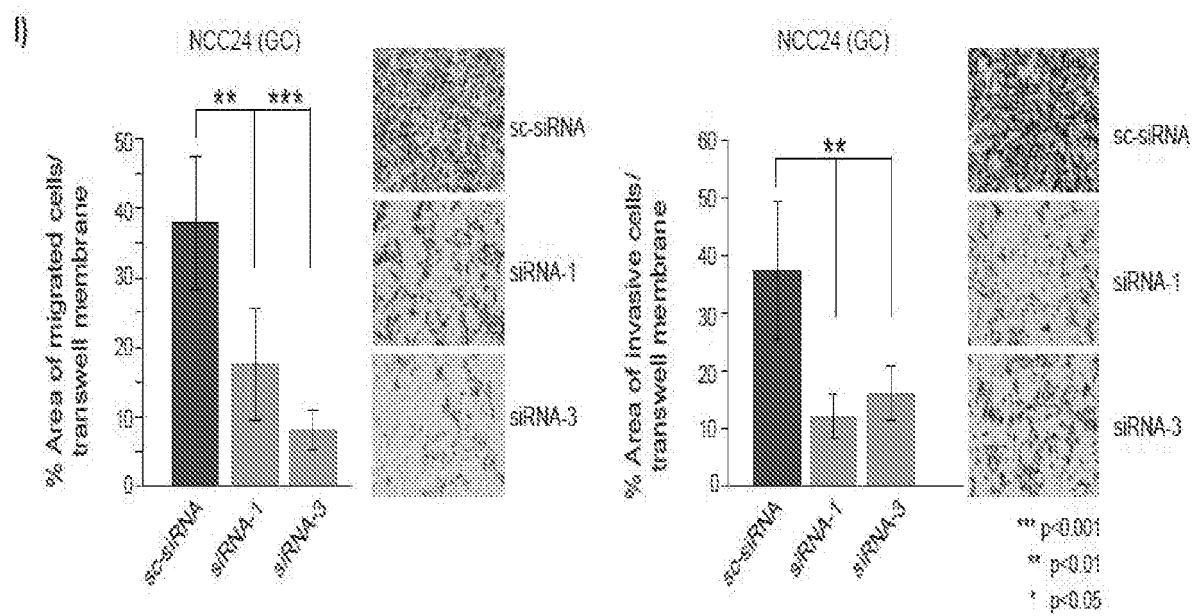 I)
NCC24 (GC)
** ***
% Area of migrated cells/
transwell membrane
50
40
30
20
10
0
sc-siRNA
siRNA-1
siRNA-3
sc-siRNA
siRNA-1
siRNA-3
NCC24 (GC)
**
% Area of invasive cells/
transwell membrane
60
50
40
30
20
10
0
sc-siRNA
siRNA-1
siRNA-3
sc-siRNA
siRNA-1
siRNA-3
*** p<0.001
** p<0.01
* p<0.05